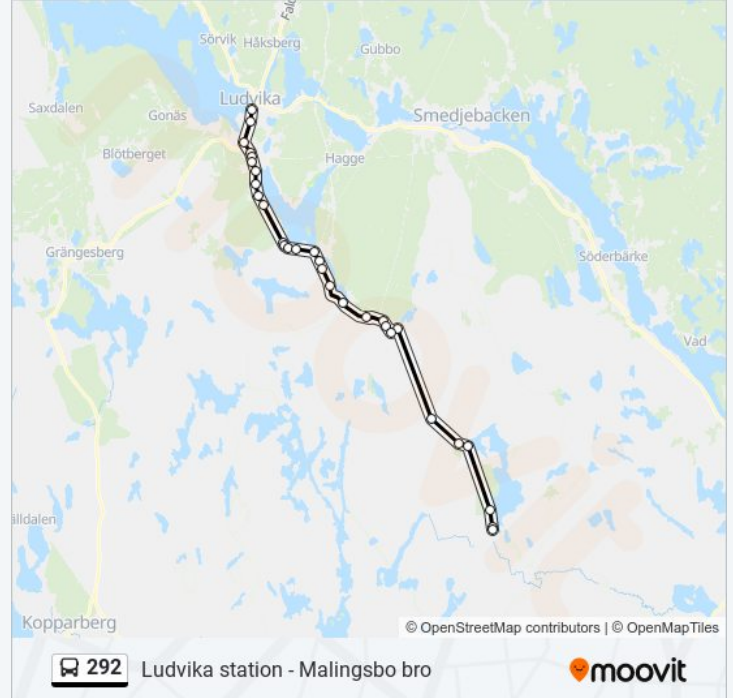 Falu
Sörvik
Håksberg
Gubbo
Ludvika
Saxdalen
Gonäs
Smedjebacken
Blötberget
Hagge
Grängesberg
Söderbärke
Vad
älldalen
Kopparberg
© OpenStreetMap contributors | © OpenMapTiles
292 Ludvika station - Malingsbo bro
moovit